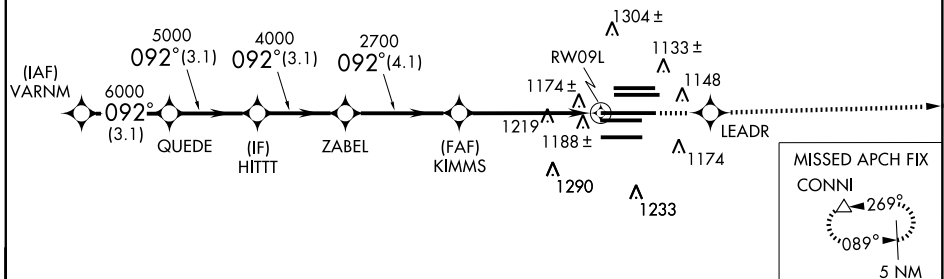 1304 ±
5000
4000
2700
092° (3.1)
092° (3.1)
092° (4.1)
RW09L
1133 ±
(IAF)
VARNM
6000
092°
(3.1)
1174 ±
1148
QUEDE
(IF)
HITTT
ZABEL
(FAF)
KIMMS
1219
1188 ±
LEADR
1174
1290
1233
MISSED APCH FIX
CONNI
269°
089°
5 NM